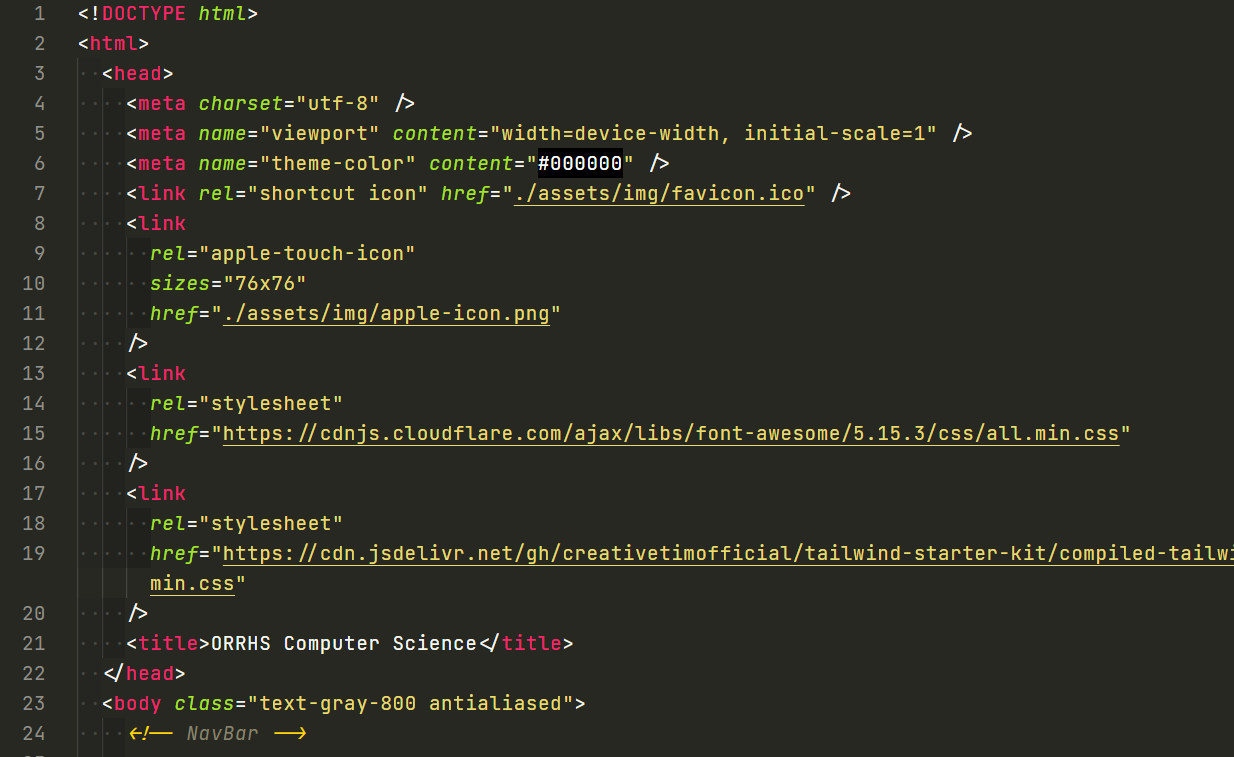 1 <!DOCTYPE html>
2 <html>
3 <head>
4 <meta charset="utf-8" />
5 <meta name="viewport" content="width=device-width, initial-scale=1" />
6 <meta name="theme-color" content="#000000" />
7 <link rel="shortcut icon" href="./assets/img/favicon.ico" />
8 <link
9 rel="apple-touch-icon"
10 sizes="76x76"
11 href="./assets/img/apple-icon.png"
12 />
13 <link
14 rel="stylesheet"
15 href="https://cdnjs.cloudflare.com/ajax/libs/font-awesome/5.15.3/css/all.min.css"
16 />
17 <link
18 rel="stylesheet"
19 href="https://cdn.jsdelivr.net/gh/creativetimofficial/tailwind-starter-kit/compiled-tailwi
min.css"
20 />
21 <title>ORRHS Computer Science</title>
22 </head>
23 <body class="text-gray-800 antialiased">
24 <!-- NavBar -->